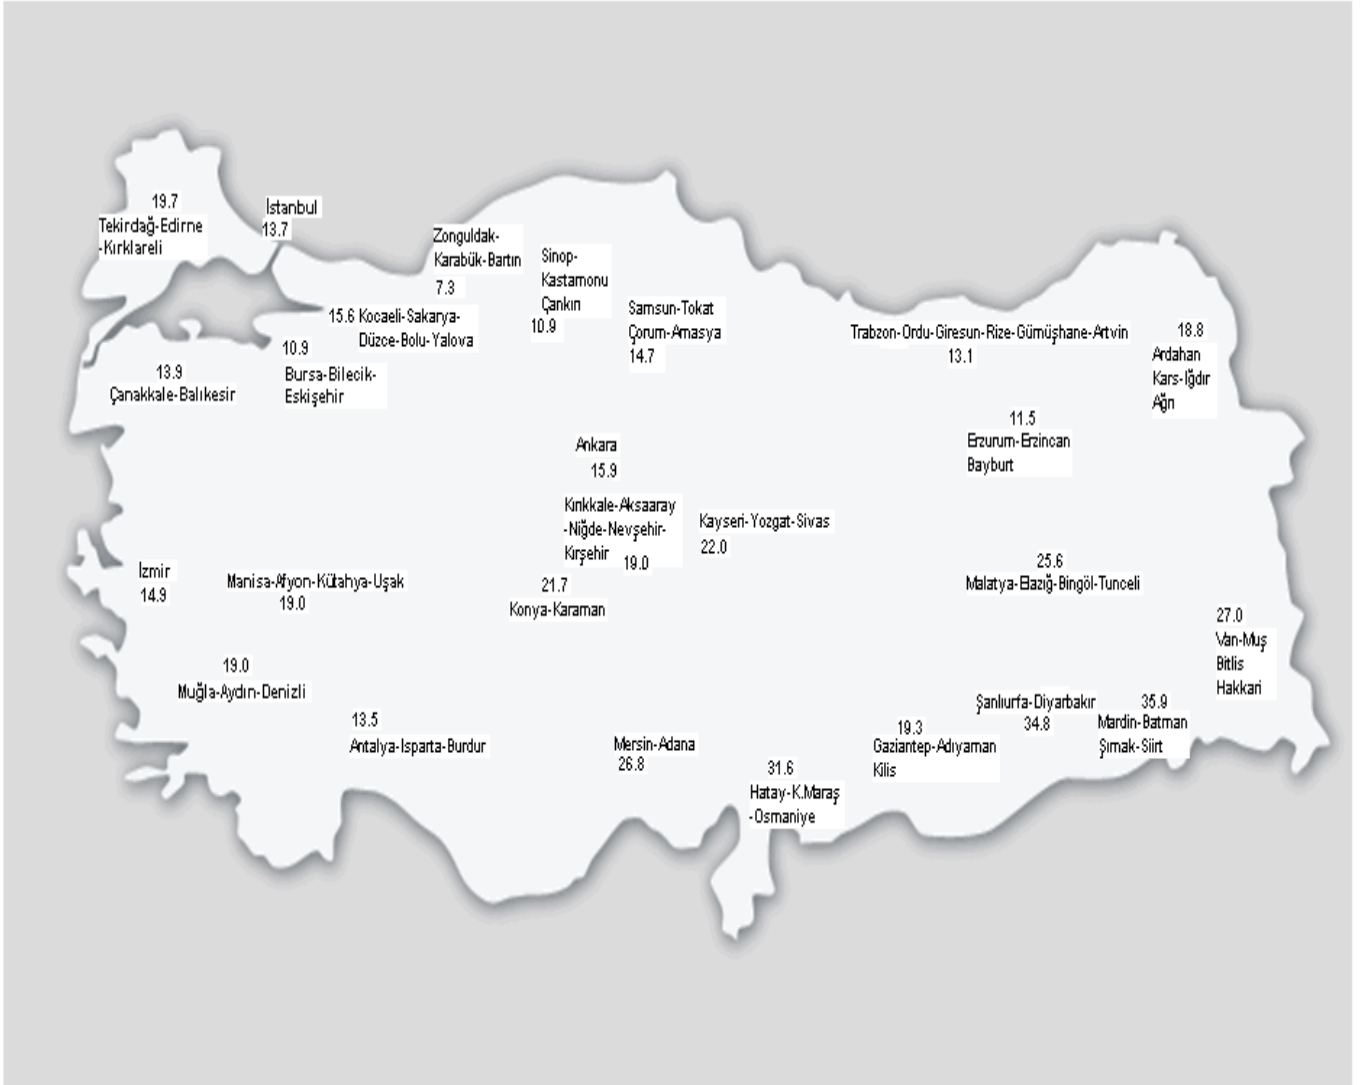 19.7
Tekirdağ-Edirne
-Kırklareli
İstanbul
13.7
Zonguldak-
Karabük-Bartın
7.3
Sinop-
Kastamonu
Çankırı
10.9
15.6 Kocaeli-Sakarya-
Düzce-Bolu-Yalova
Samsun-Tokat
Çorum-Amasya
14.7
Trabzon-Ordu-Giresun-Rize-Gümüşhane-Artvin
13.1
18.8
Ardahan
Kars-Iğdır
Ağrı
13.9
Çanakkale-Balıkesir
10.9
Bursa-Bilecik-
Eskişehir
11.5
Erzurum-Erzincan
Bayburt
Ankara
15.9
Kırıkkale-Aksaaray
-Niğde-Nevşehir-
Kırşehir
19.0
Kayseri-Yozgat-Sivas
22.0
İzmir
14.9
Manisa-Afyon-Kütahya-Uşak
19.0
21.7
Konya-Karaman
25.6
Malatya-Elazığ-Bingöl-Tunceli
27.0
Van-Muş
Bitlis
Hakkari
19.0
Muğla-Aydın-Denizli
13.5
Antalya-Isparta-Burdur
Mersin-Adana
26.8
31.6
Hatay-K.Maraş
-Osmaniye
19.3
Gaziantep-Adıyaman
Kilis
Şanlıurfa-Diyarbakır
34.8
35.9
Mardin-Batman
Şırnak-Siirt